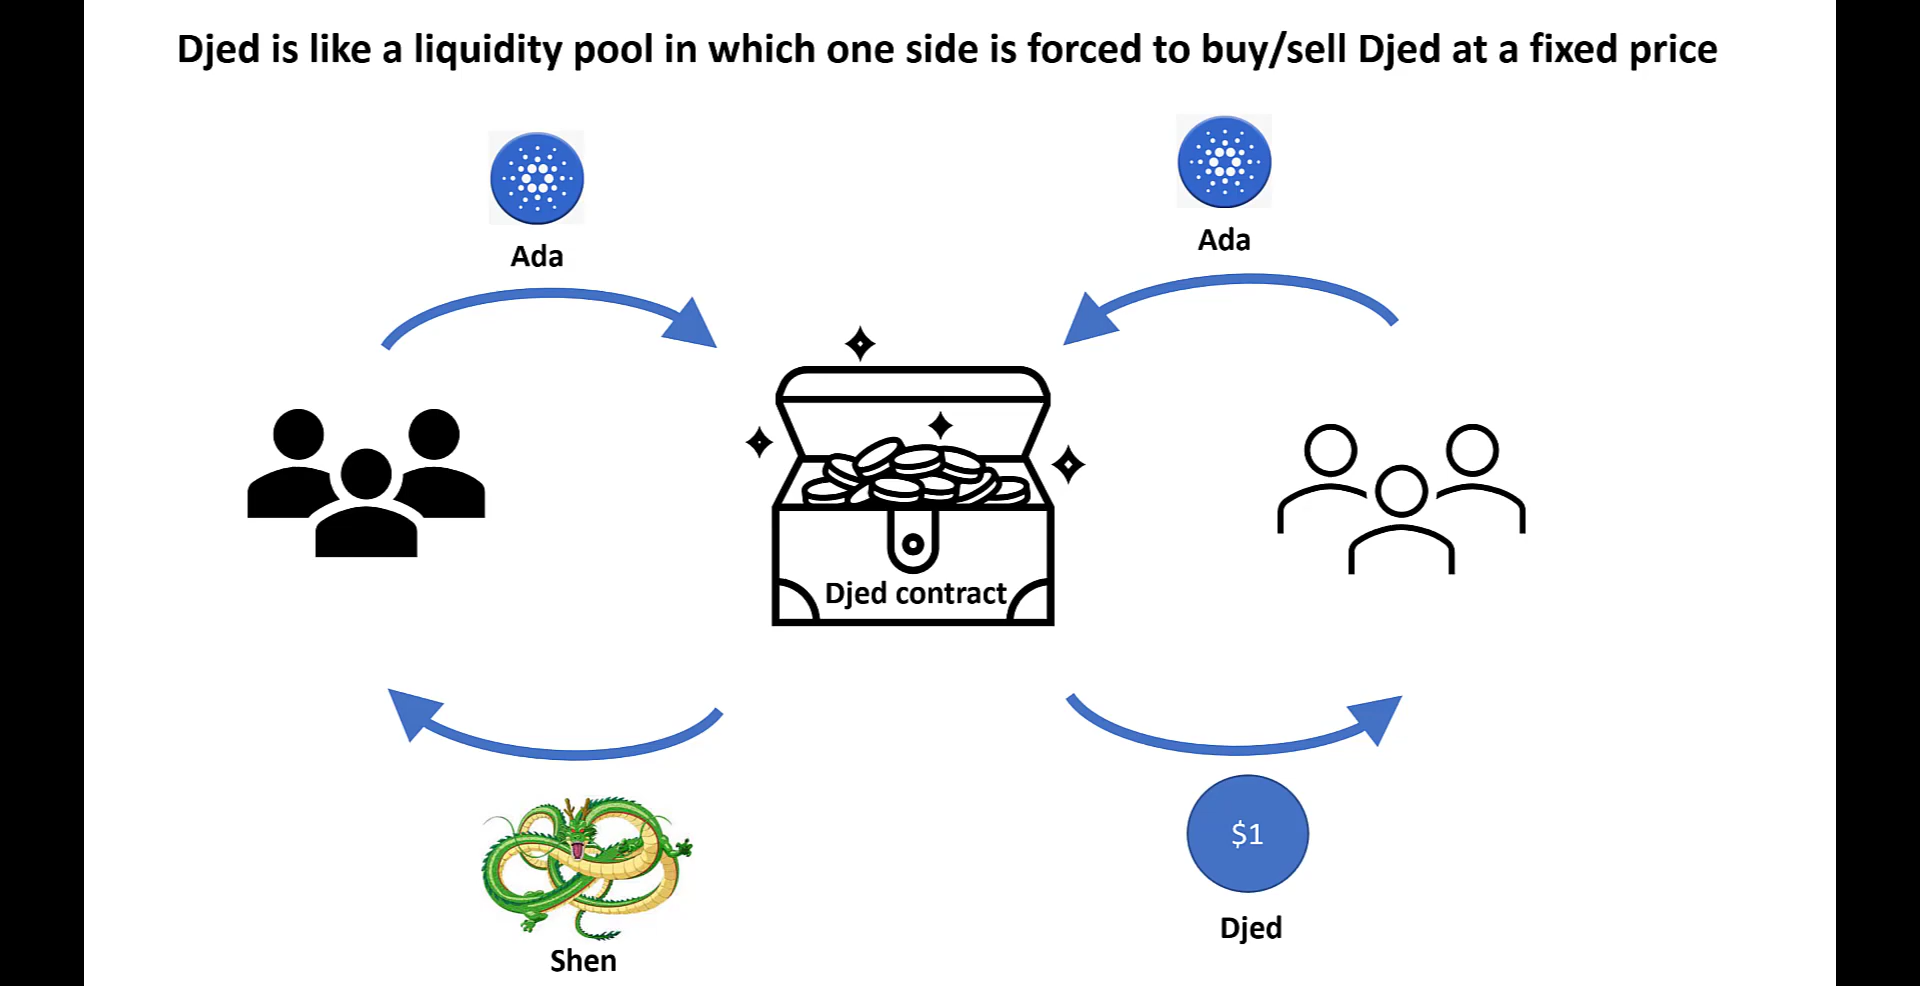 Djed is like a liquidity pool in which one side is forced to buy/sell Djed at a fixed price
Ada
Ada
Djed contract
$1
Djed
Shen